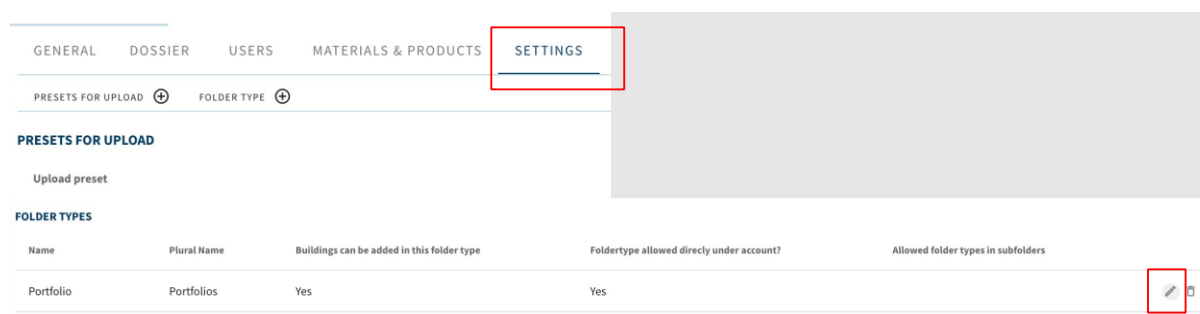 GENERAL DOSSIER USERS MATERIALS & PRODUCTS SETTINGS
PRESETS FOR UPLOAD FOLDER TYPE
PRESETS FOR UPLOAD
Upload preset
FOLDER TYPES
Name Plural Name Buildings can be added in this folder type Foldertype allowed direcly under account? Allowed folder types in subfolders
Portfolio Portfolios Yes Yes